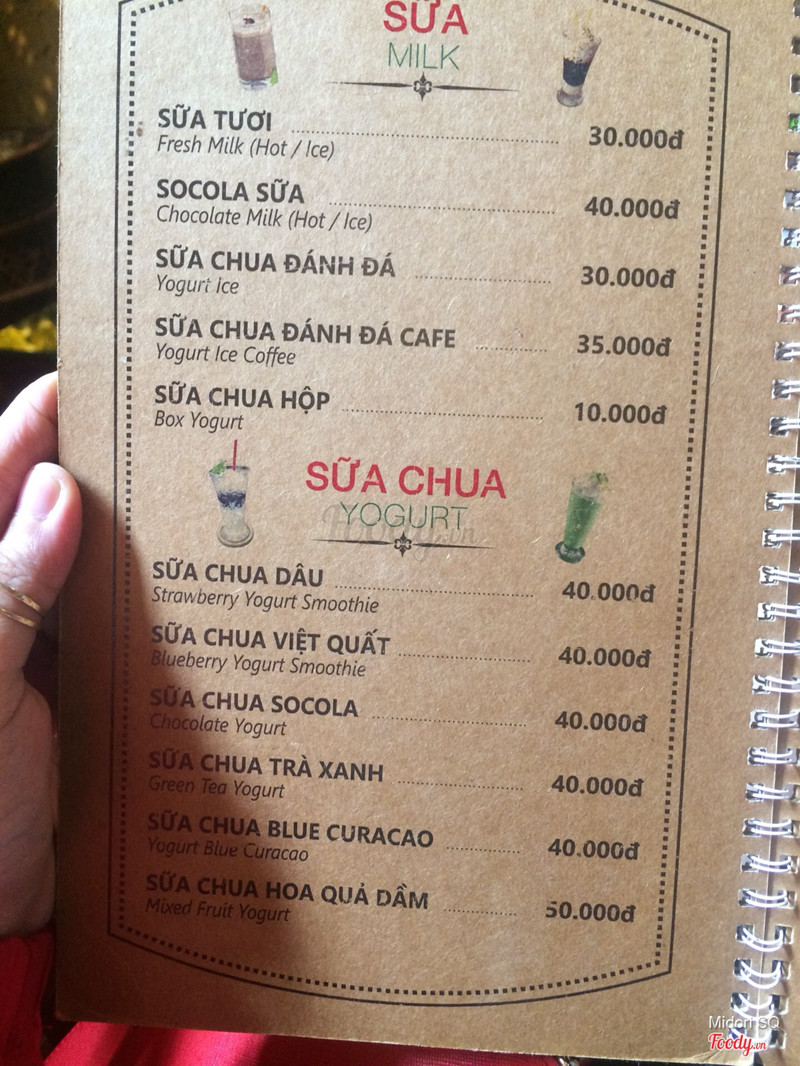 SỮA
MILK
SỮA TƯƠI 30.000đ
Fresh Milk (Hot / Ice)
SOCOLA SỮA 40.000đ
Chocolate Milk (Hot / Ice)
SỮA CHUA ĐÁNH ĐÁ 30.000đ
Yogurt Ice
SỮA CHUA ĐÁNH ĐÁ CAFE 35.000đ
Yogurt Ice Coffee
SỮA CHUA HỘP 10.000đ
Box Yogurt
SỮA CHUA
YOGURT
SỮA CHUA DÂU 40.000đ
Strawberry Yogurt Smoothie
SỮA CHUA VIỆT QUẤT 40.000đ
Blueberry Yogurt Smoothie
SỮA CHUA SOCOLA 40.000đ
Chocolate Yogurt
SỮA CHUA TRÀ XANH 40.000đ
Green Tea Yogurt
SỮA CHUA BLUE CURACAO 40.000đ
Yogurt Blue Curacao
SỮA CHUA HOA QUẢ DẦM 50.000đ
Mixed Fruit Yogurt
Midori SQ
Foody.vn